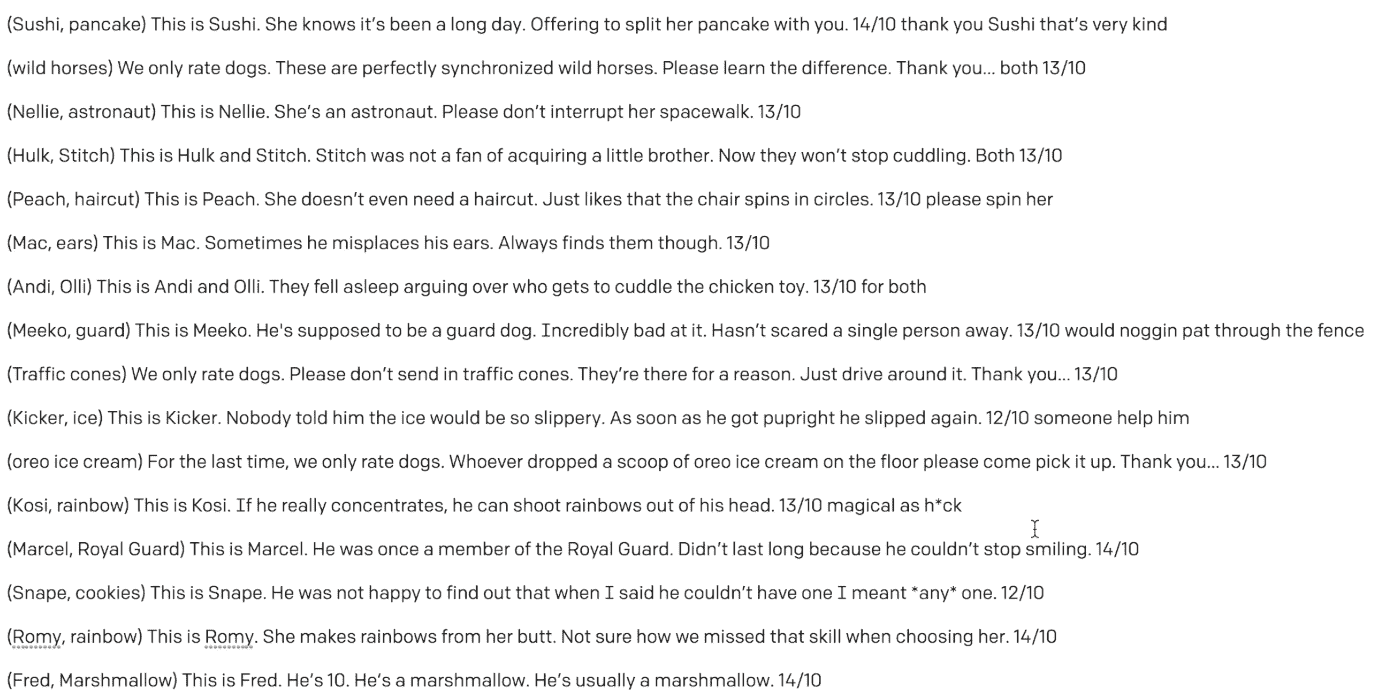 (Sushi, pancake) This is Sushi. She knows it’s been a long day. Offering to split her pancake with you. 14/10 thank you Sushi that’s very kind
(wild horses) We only rate dogs. These are perfectly synchronized wild horses. Please learn the difference. Thank you... both 13/10
(Nellie, astronaut) This is Nellie. She’s an astronaut. Please don’t interrupt her spacewalk. 13/10
(Hulk, Stitch) This is Hulk and Stitch. Stitch was not a fan of acquiring a little brother. Now they won’t stop cuddling. Both 13/10
(Peach, haircut) This is Peach. She doesn’t even need a haircut. Just likes that the chair spins in circles. 13/10 please spin her
(Mac, ears) This is Mac. Sometimes he misplaces his ears. Always finds them though. 13/10
(Andi, Olli) This is Andi and Olli. They fell asleep arguing over who gets to cuddle the chicken toy. 13/10 for both
(Meeko, guard) This is Meeko. He's supposed to be a guard dog. Incredibly bad at it. Hasn’t scared a single person away. 13/10 would noggin pat through the fence
(Traffic cones) We only rate dogs. Please don’t send in traffic cones. They’re there for a reason. Just drive around it. Thank you... 13/10
(Kicker, ice) This is Kicker. Nobody told him the ice would be so slippery. As soon as he got pupright he slipped again. 12/10 someone help him
(oreo ice cream) For the last time, we only rate dogs. Whoever dropped a scoop of oreo ice cream on the floor please come pick it up. Thank you... 13/10
(Kosi, rainbow) This is Kosi. If he really concentrates, he can shoot rainbows out of his head. 13/10 magical as h*ck
(Marcel, Royal Guard) This is Marcel. He was once a member of the Royal Guard. Didn’t last long because he couldn’t stop smiling. 14/10
(Snape, cookies) This is Snape. He was not happy to find out that when I said he couldn’t have one I meant *any* one. 12/10
(Romy, rainbow) This is Romy. She makes rainbows from her butt. Not sure how we missed that skill when choosing her. 14/10
(Fred, Marshmallow) This is Fred. He’s 10. He’s a marshmallow. He’s usually a marshmallow. 14/10